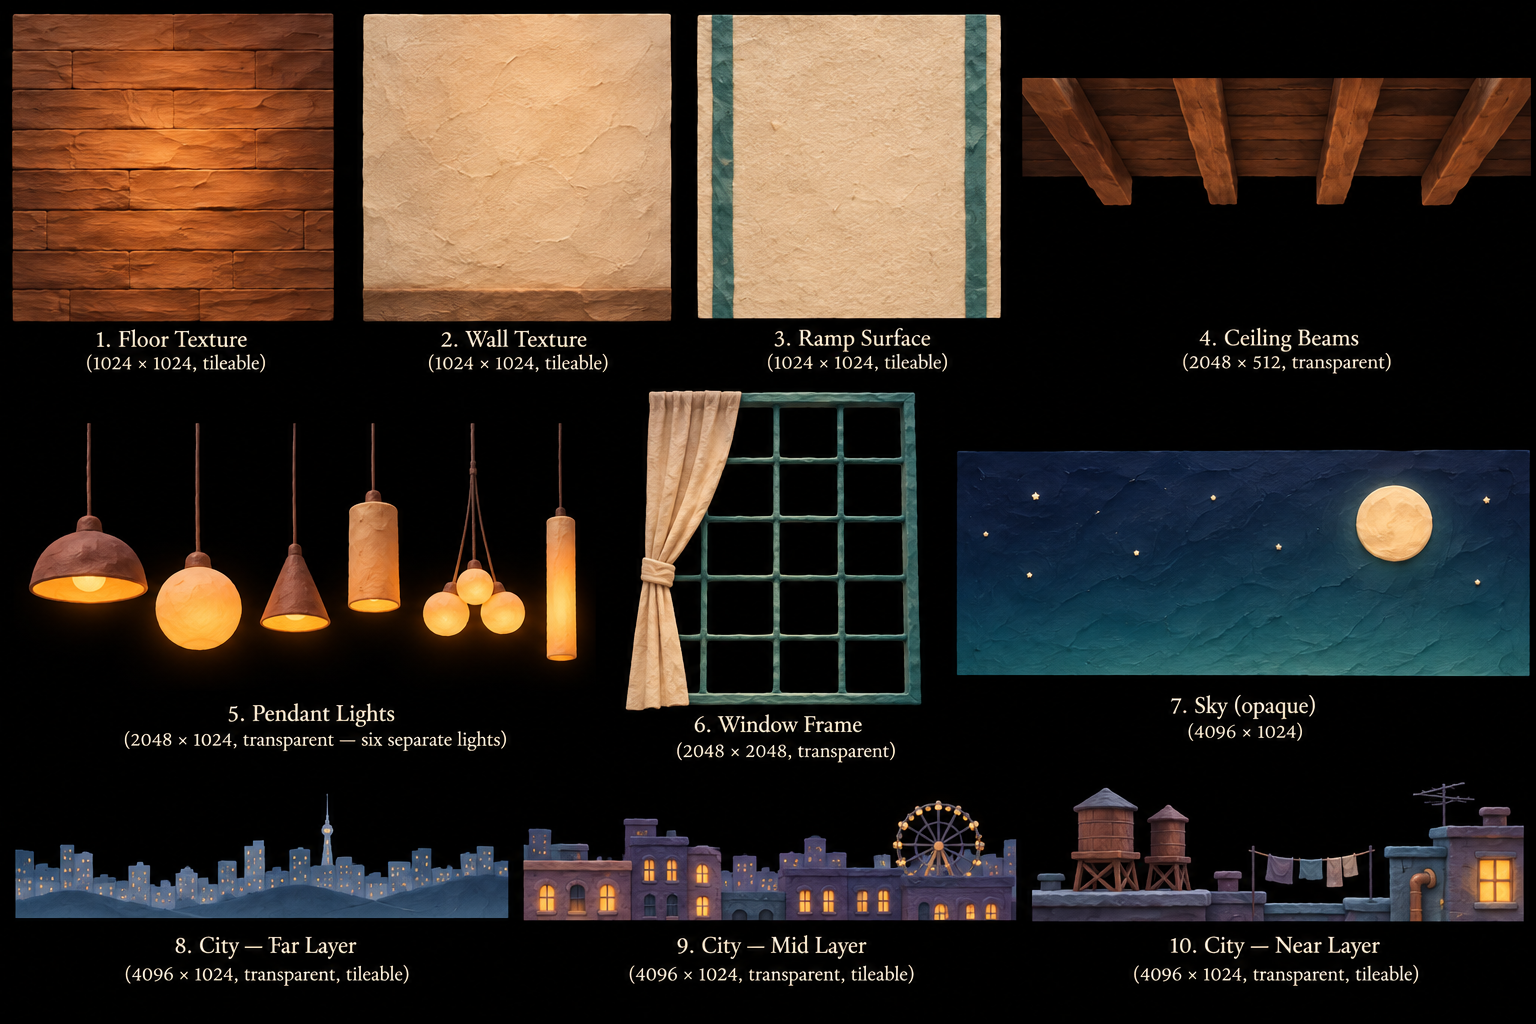 1. Floor Texture
(1024 × 1024, tileable)
2. Wall Texture
(1024 × 1024, tileable)
3. Ramp Surface
(1024 × 1024, tileable)
4. Ceiling Beams
(2048 × 512, transparent)
5. Pendant Lights
(2048 × 1024, transparent — six separate lights)
6. Window Frame
(2048 × 2048, transparent)
7. Sky (opaque)
(4096 × 1024)
8. City — Far Layer
(4096 × 1024, transparent, tileable)
9. City — Mid Layer
(4096 × 1024, transparent, tileable)
10. City — Near Layer
(4096 × 1024, transparent, tileable)